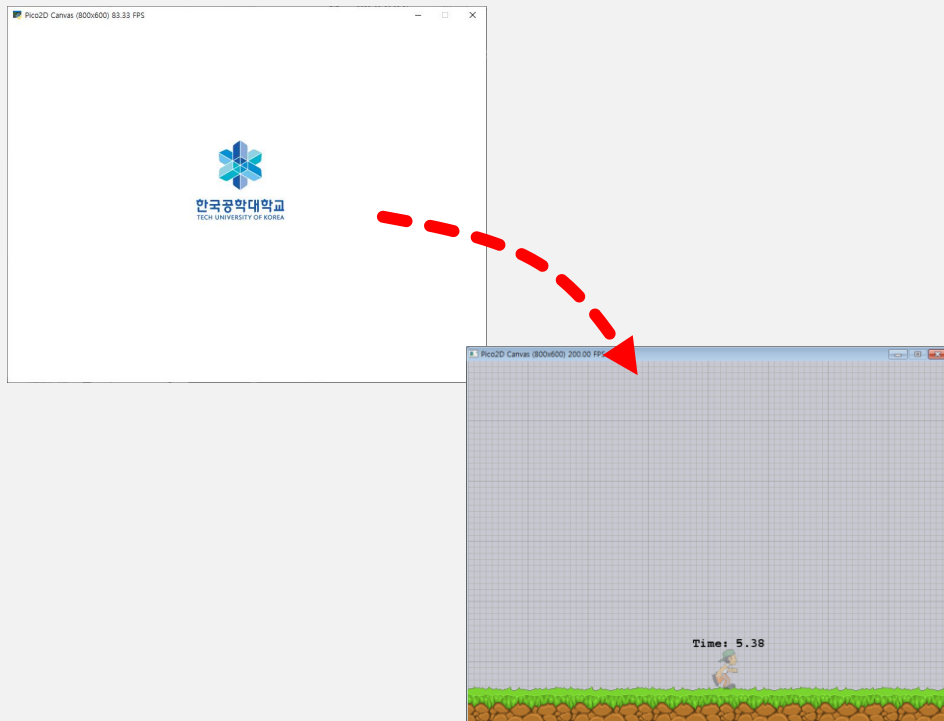 Pico2D Canvas (800x600) 83.33 FPS
한국공학대학교
TECH UNIVERSITY OF KOREA
Pico2D Canvas (800x600) 200.00 FPS
Time: 5.38